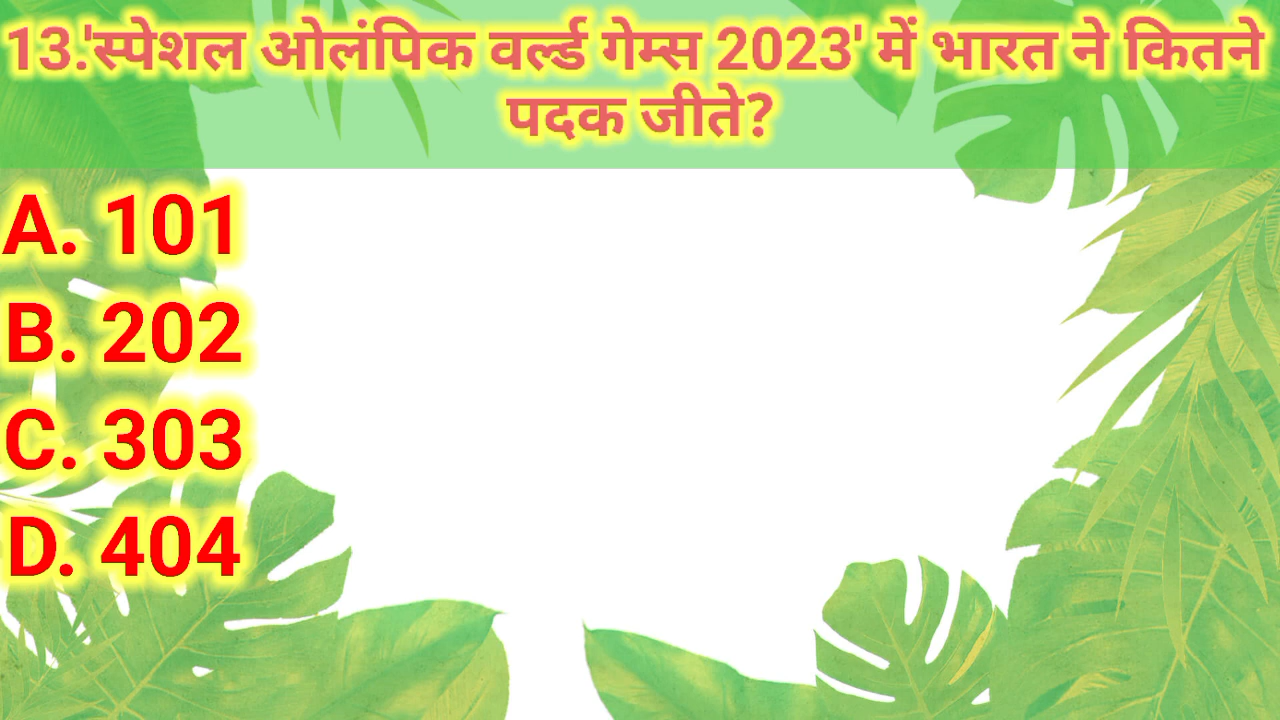 13.'स्पेशल ओलंपिक वर्ल्ड गेम्स 2023' में भारत ने कितने
पदक जीते?
A. 101
B. 202
C. 303
D. 404